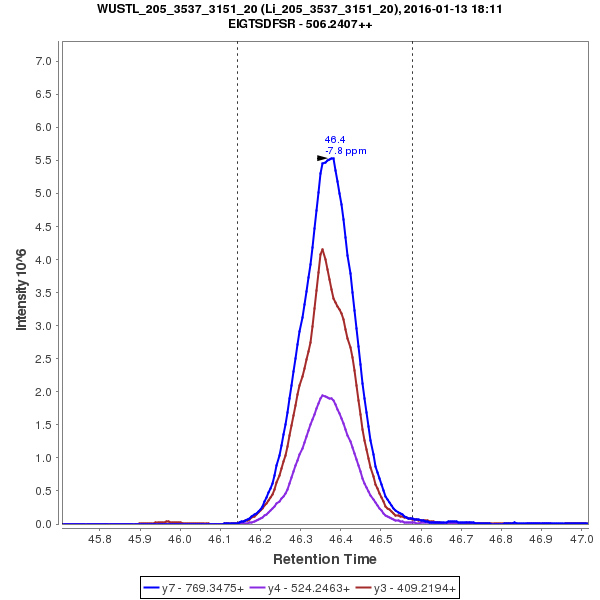 WUSTL_205_3537_3151_20 (Li_205_3537_3151_20), 2016-01-13 18:11
EIGTSDFSR - 506.2407++
7.0
6.5
6.0
5.5
5.0
4.5
4.0
3.5
3.0
2.5
2.0
1.5
1.0
0.5
0.0
Intensity 10^6
46.4
-7.8 ppm
45.8 45.9 46.0 46.1 46.2 46.3 46.4 46.5 46.6 46.7 46.8 46.9 47.0
Retention Time
y7 - 769.3475+ y4 - 524.2463+ y3 - 409.2194+